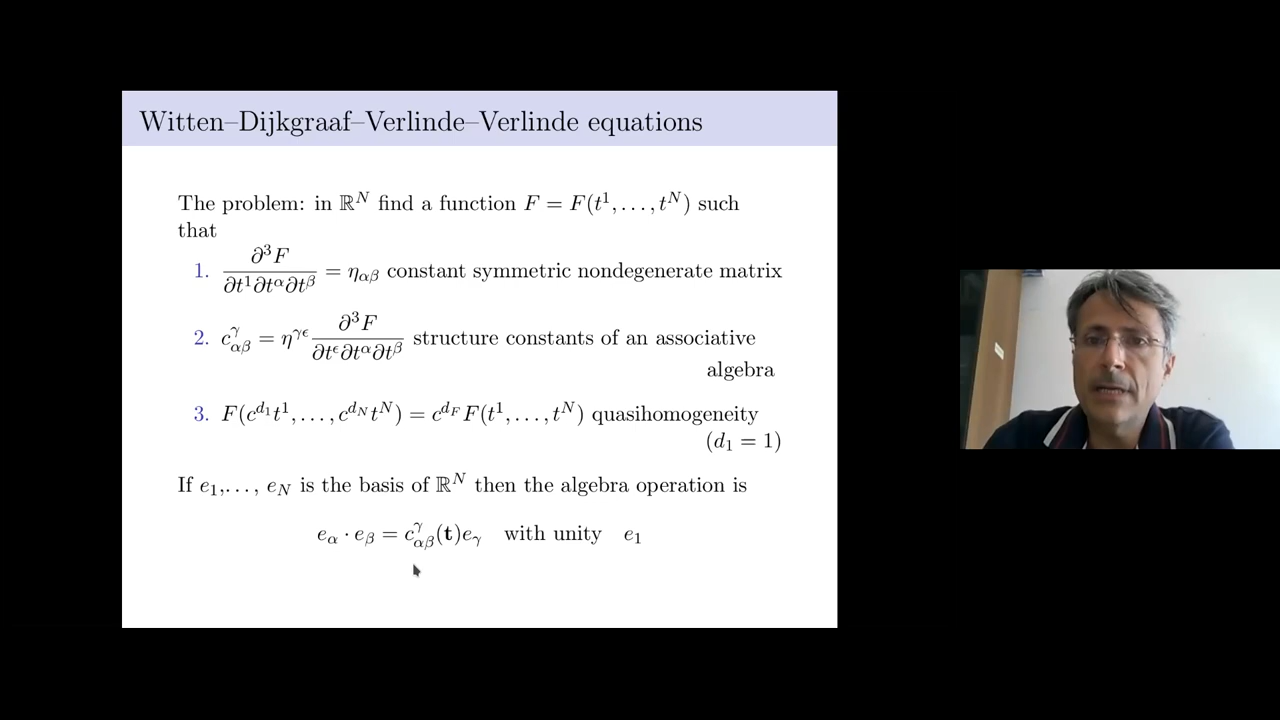 Witten–Dijkgraaf–Verlinde–Verlinde equations
The problem: in ℝ^N find a function F = F(t^1, . . . , t^N) such
that
1. ∂^3F / ∂t^1∂t^α∂t^β = η_{αβ} constant symmetric nondegenerate matrix
2. c^γ_{αβ} = η^{γϵ} ∂^3F / ∂t^ϵ∂t^α∂t^β structure constants of an associative
algebra
3. F(c^{d_1}t^1, . . . , c^{d_N}t^N) = c^{d_F}F(t^1, . . . , t^N) quasihomogeneity
(d_1 = 1)
If e_1,. . . , e_N is the basis of ℝ^N then the algebra operation is
e_α · e_β = c^γ_{αβ}(𝐭)e_γ with unity e_1